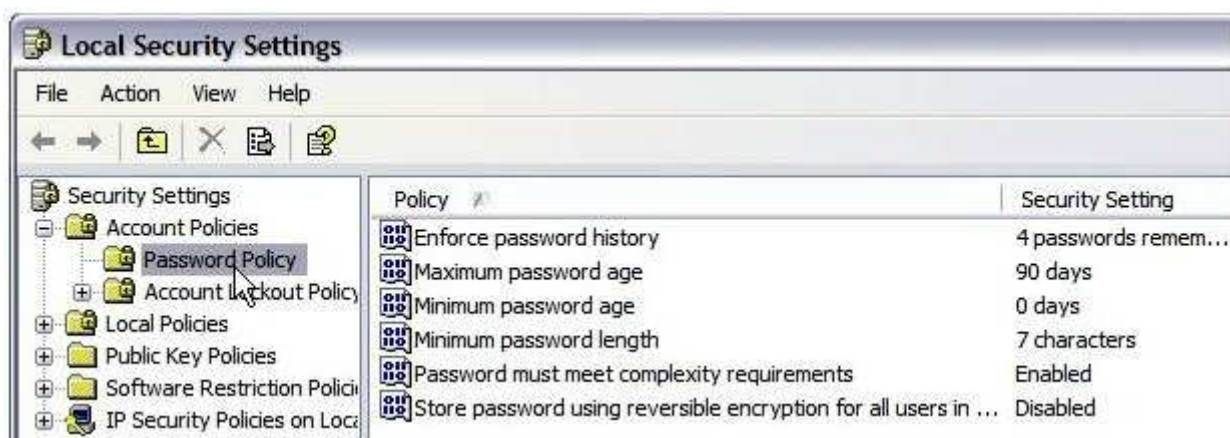 Local Security Settings
File Action View Help
Security Settings
Account Policies
Password Policy
Account Lockout Policy
Local Policies
Public Key Policies
Software Restriction Polici
IP Security Policies on Loca
Policy Security Setting
Enforce password history 4 passwords remem...
Maximum password age 90 days
Minimum password age 0 days
Minimum password length 7 characters
Password must meet complexity requirements Enabled
Store password using reversible encryption for all users in ... Disabled